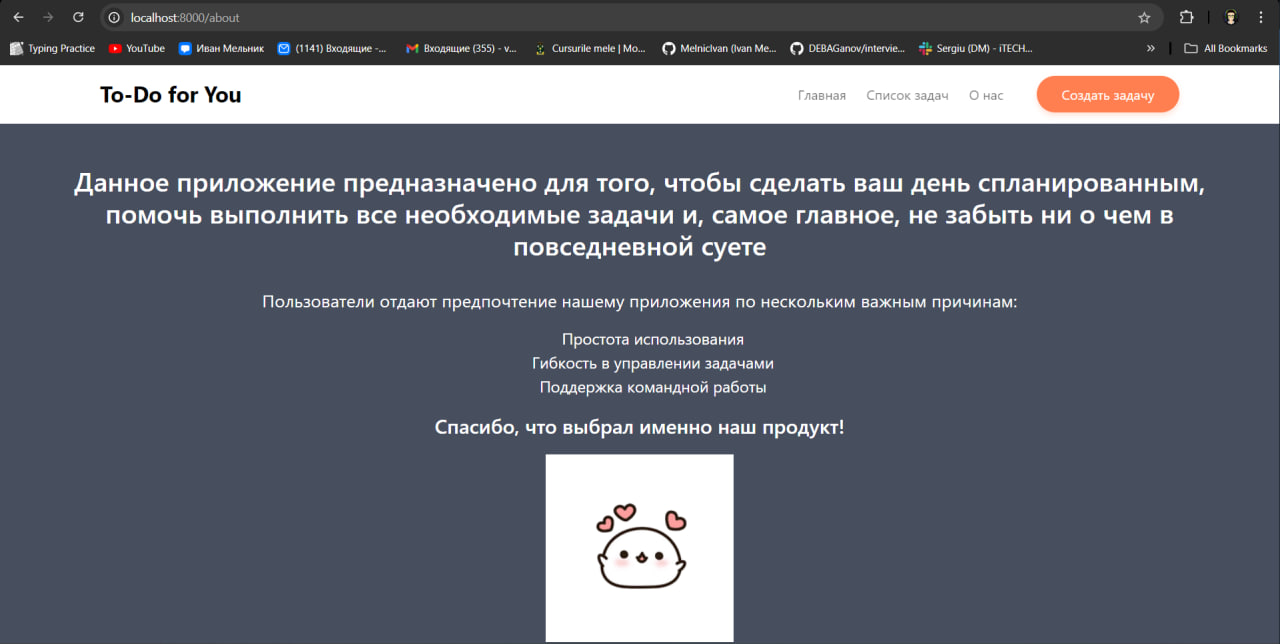 localhost:8000/about
Typing Practice YouTube Иван Мельник (1141) Входящие -... Входящие (355) - v... Cursurile mele | Mo... MelnicIvan (Ivan Me... DEBAGanov/intervie... Sergiu (DM) - iTECH... » All Bookmarks
To-Do for You Главная Список задач О нас Создать задачу
Данное приложение предназначено для того, чтобы сделать ваш день спланированным,
помочь выполнить все необходимые задачи и, самое главное, не забыть ни о чем в
повседневной суете
Пользователи отдают предпочтение нашему приложения по нескольким важным причинам:
Простота использования
Гибкость в управлении задачами
Поддержка командной работы
Спасибо, что выбрал именно наш продукт!